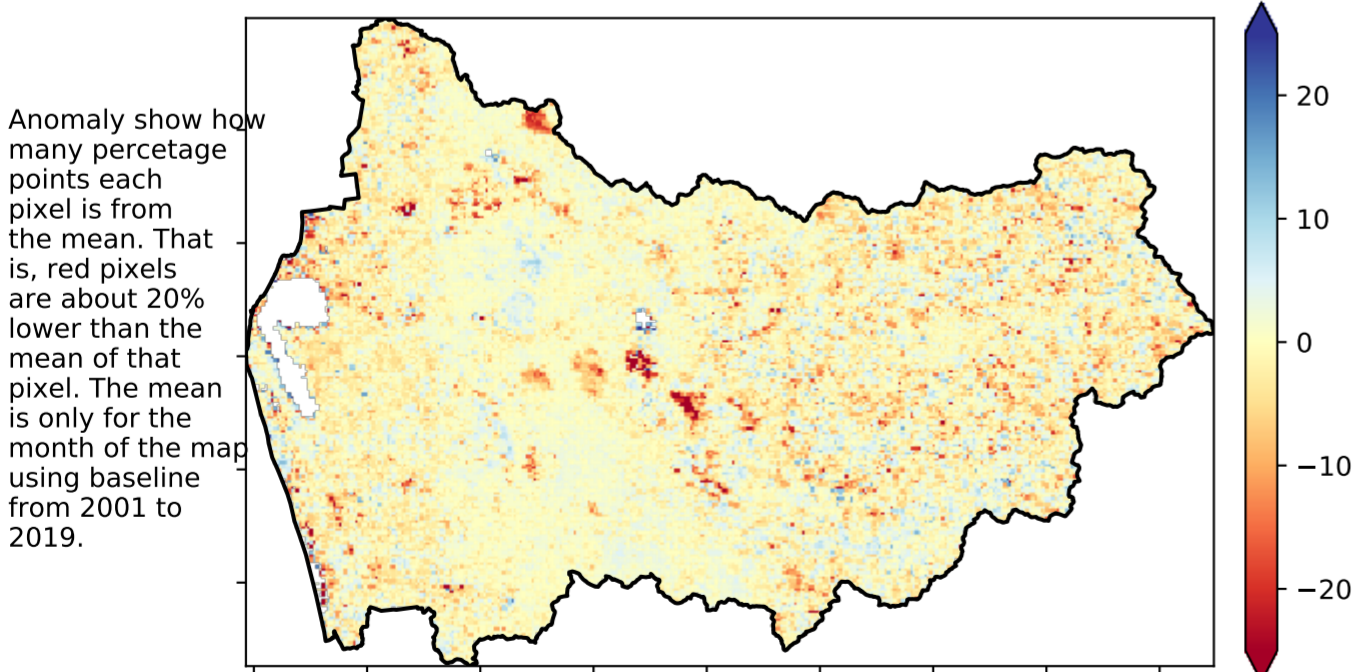 Anomaly show how
many percetage
points each
pixel is from
the mean. That
is, red pixels
are about 20%
lower than the
mean of that
pixel. The mean
is only for the
month of the map
using baseline
from 2001 to
2019.
20
10
0
−10
−20